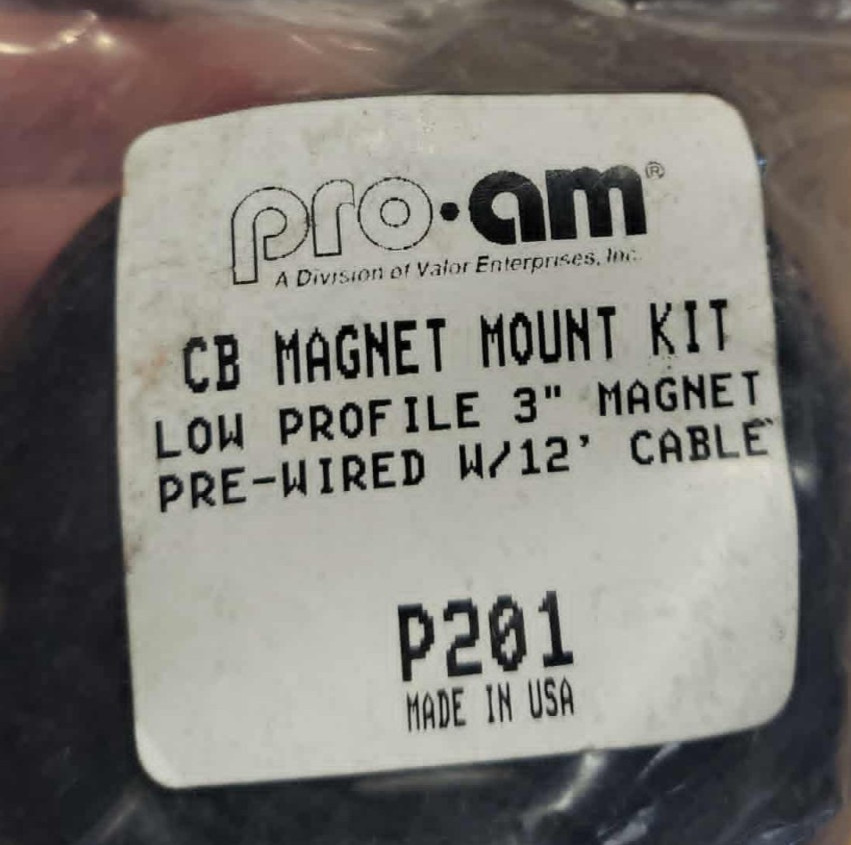 pro·am®
A Division of Valor Enterprises, Inc.
CB MAGNET MOUNT KIT
LOW PROFILE 3" MAGNET
PRE-WIRED W/12' CABLE
P201
MADE IN USA